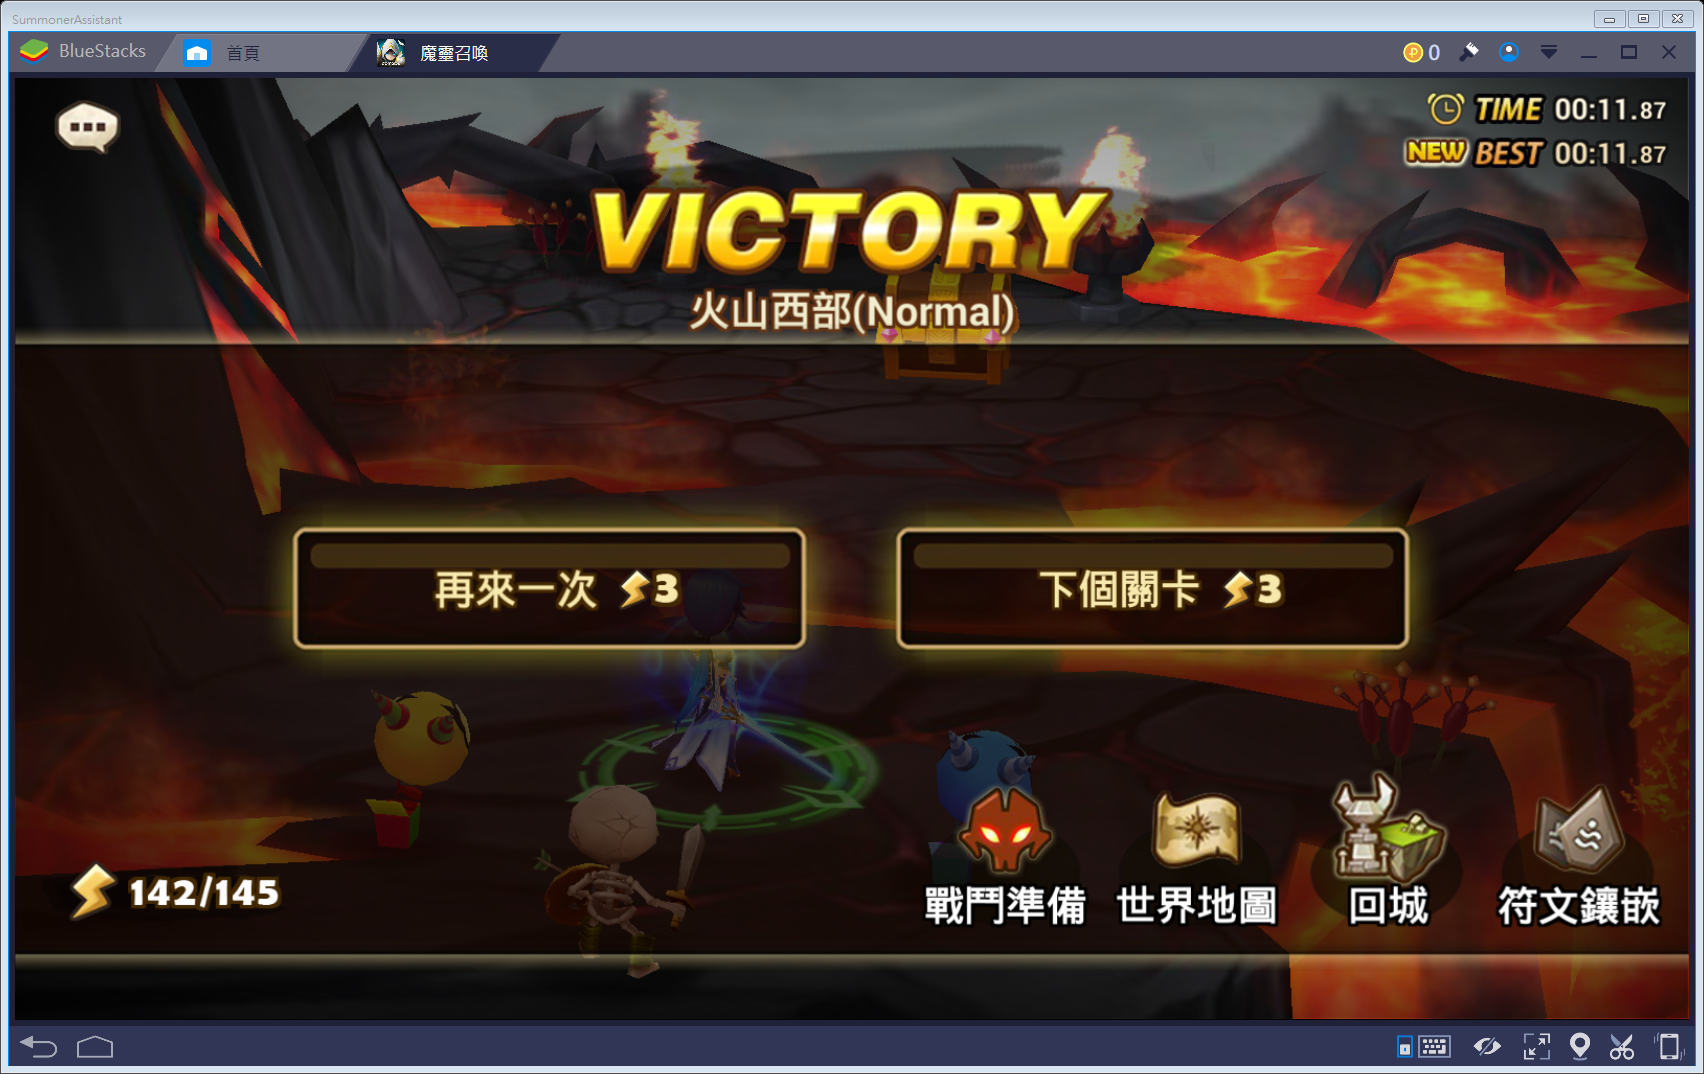 SummonerAssistant
BlueStacks
首頁
魔靈召喚
0
TIME 00:11.87
NEW BEST 00:11.87
VICTORY
火山西部(Normal)
再來一次 3
下個關卡 3
142/145
戰鬥準備
世界地圖
回城
符文鑲嵌